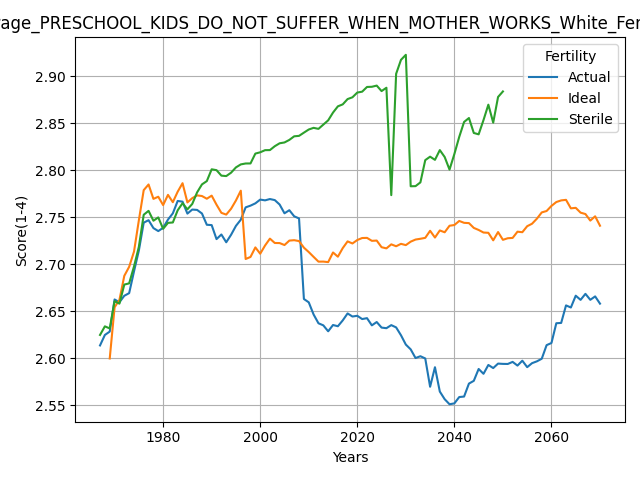 rage_PRESCHOOL_KIDS_DO_NOT_SUFFER_WHEN_MOTHER_WORKS_White_Fer
Fertility
Actual
Ideal
Sterile
2.90
2.85
2.80
2.75
2.70
2.65
2.60
2.55
Score(1-4)
1980 2000 2020 2040 2060
Years